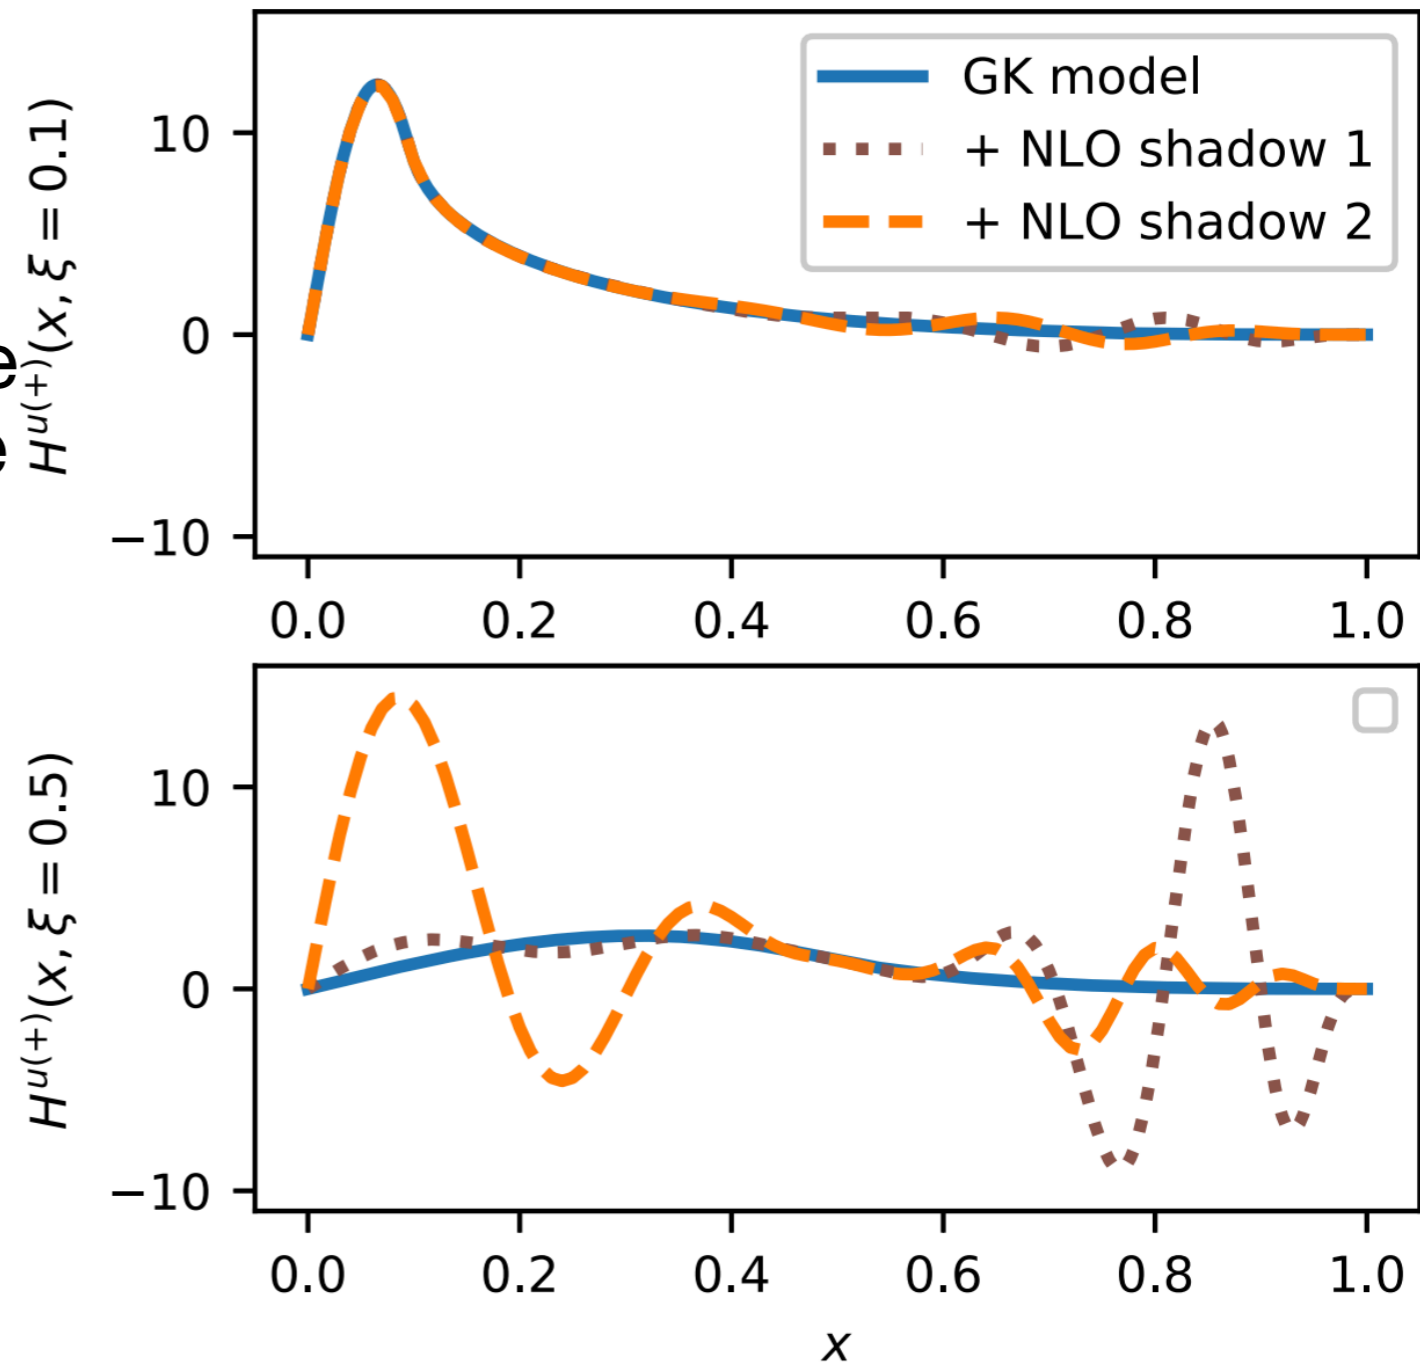 H^{u(+)}(x, ξ = 0.1)
10
0
−10
GK model
+ NLO shadow 1
+ NLO shadow 2
0.0 0.2 0.4 0.6 0.8 1.0
e
e
H^{u(+)}(x, ξ = 0.5)
10
0
−10
0.0 0.2 0.4 0.6 0.8 1.0
x